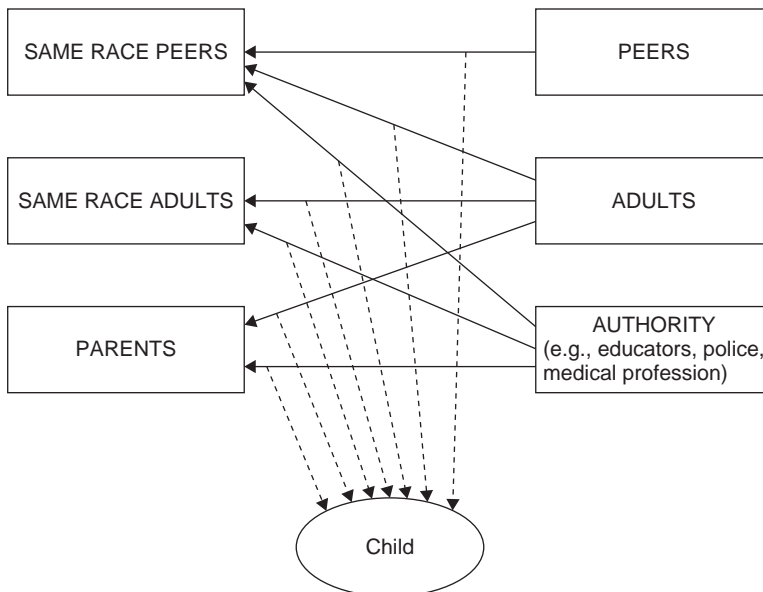 SAME RACE PEERS
PEERS
SAME RACE ADULTS
ADULTS
PARENTS
AUTHORITY
(e.g., educators, police,
medical profession)
Child